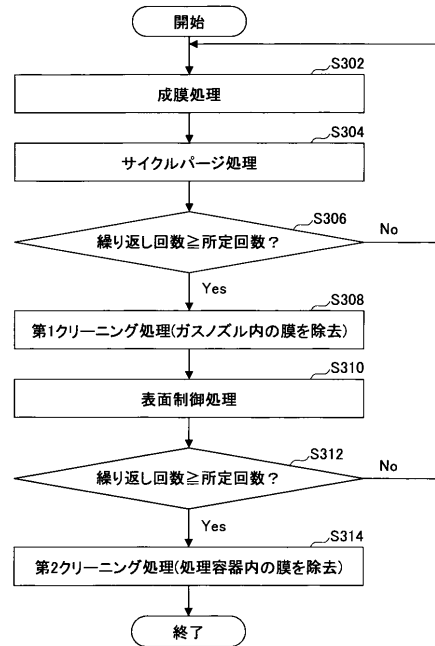 開始
S302
成膜処理
S304
サイクルパージ処理
S306
繰り返し回数≧所定回数?
No
Yes
S308
第1クリーニング処理(ガスノズル内の膜を除去)
S310
表面制御処理
S312
繰り返し回数≧所定回数?
No
Yes
S314
第2クリーニング処理(処理容器内の膜を除去)
終了